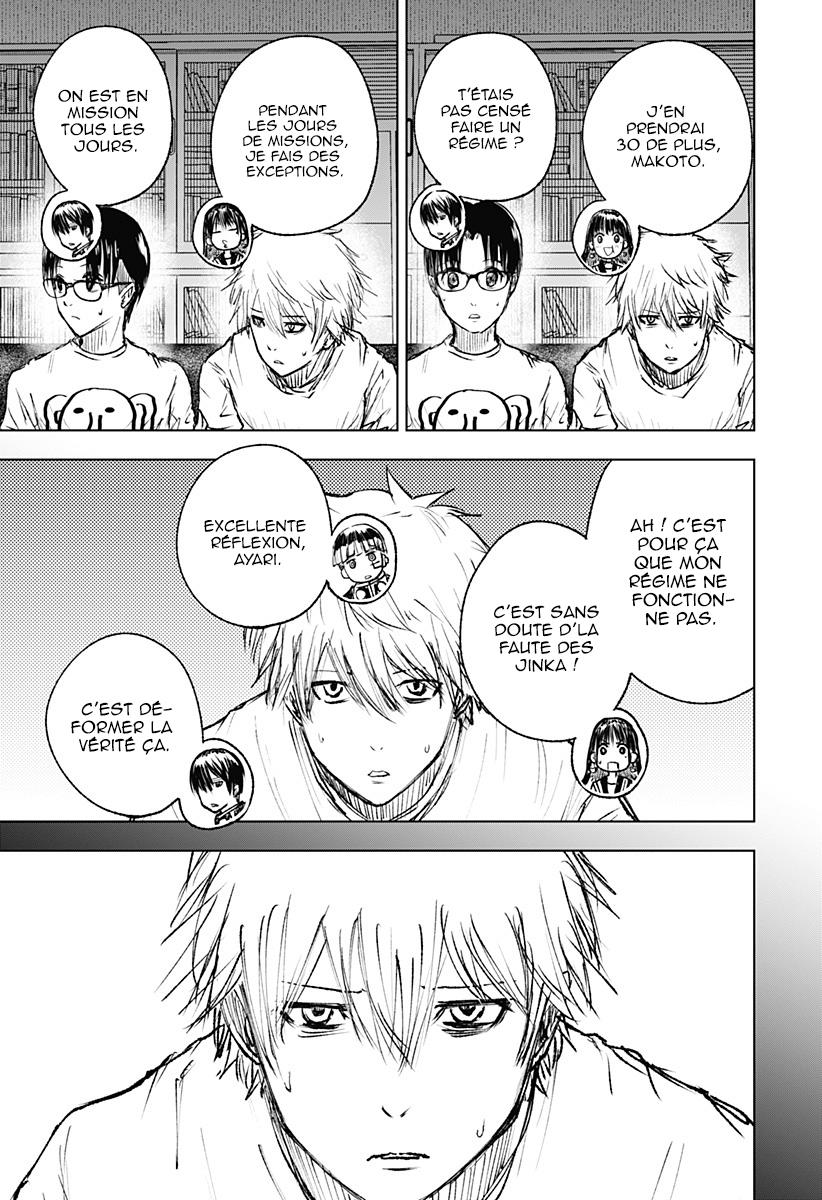 J'EN
PRENDRAI
30 DE PLUS,
MAKOTO.
T'ÉTAIS
PAS CENSÉ
FAIRE UN
RÉGIME ?
PENDANT
LES JOURS
DE MISSIONS,
JE FAIS DES
EXCEPTIONS.
ON EST EN
MISSION
TOUS LES
JOURS.
AH ! C'EST
POUR ÇA
QUE MON
RÉGIME NE
FONCTION-
NE PAS.
C'EST SANS
DOUTE D'LA
FAUTE DES
JINKA !
EXCELLENTE
RÉFLEXION,
AYARI.
C'EST DÉ-
FORMER LA
VÉRITÉ ÇA.